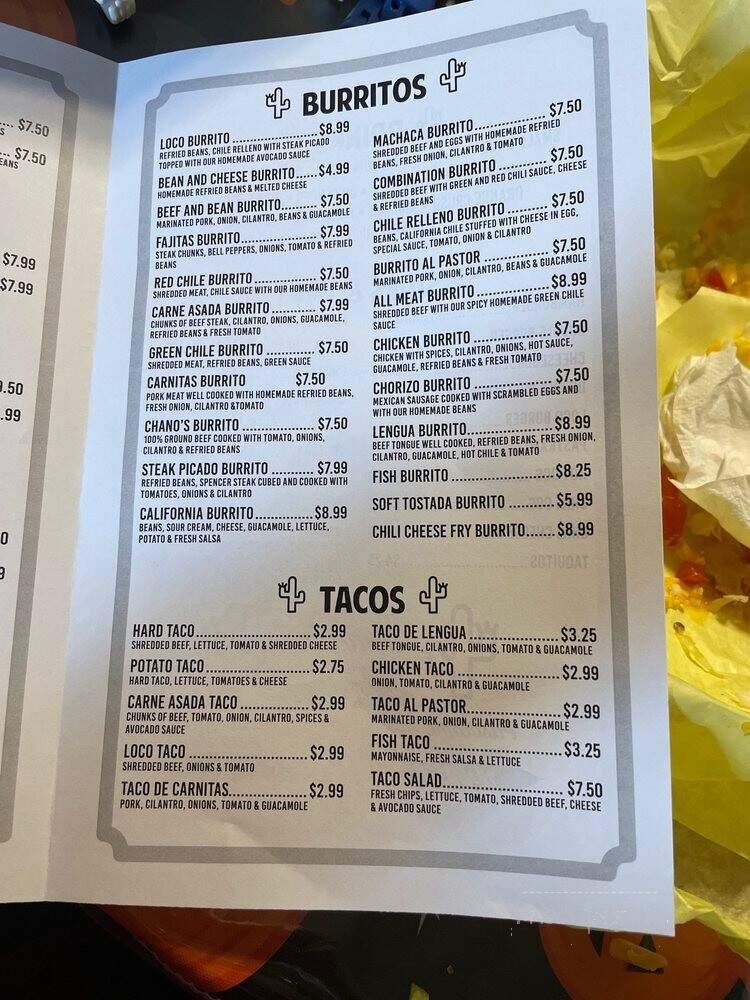 $7.50
S
$7.50
EANS
$7.99
$7.99
.99
0
9
BURRITOS
LOCO BURRITO ................ $8.99
REFRIED BEANS, CHILE RELLENO WITH STEAK PICADO
TOPPED WITH OUR HOMEMADE AVOCADO SAUCE
BEAN AND CHEESE BURRITO...... $4.99
HOMEMADE REFRIED BEANS & MELTED CHEESE
BEEF AND BEAN BURRITO......... $7.50
MARINATED PORK, ONION, CILANTRO, BEANS & GUACAMOLE
FAJITAS BURRITO................. $7.99
STEAK CHUNKS, BELL PEPPERS, ONIONS, TOMATO & REFRIED
BEANS
RED CHILE BURRITO ............... $7.50
SHREDDED MEAT, CHILE SAUCE WITH OUR HOMEMADE BEANS
CARNE ASADA BURRITO ........... $7.99
CHUNKS OF BEEF STEAK, CILANTRO, ONIONS, GUACAMOLE,
REFRIED BEANS & FRESH TOMATO
GREEN CHILE BURRITO ............ $7.50
SHREDDED MEAT, REFRIED BEANS, GREEN SAUCE
CARNITAS BURRITO $7.50
PORK MEAT WELL COOKED WITH HOMEMADE REFRIED BEANS,
FRESH ONION, CILANTRO &TOMATO
CHANO'S BURRITO ................ $7.50
100% GROUND BEEF COOKED WITH TOMATO, ONIONS,
CILANTRO & REFRIED BEANS
STEAK PICADO BURRITO .......... $7.99
REFRIED BEANS, SPENCER STEAK CUBED AND COOKED WITH
TOMATOES, ONIONS & CILANTRO
CALIFORNIA BURRITO .............. $8.99
BEANS, SOUR CREAM, CHEESE, GUACAMOLE, LETTUCE,
POTATO & FRESH SALSA
MACHACA BURRITO................ $7.50
SHREDDED BEEF AND EGGS WITH HOMEMADE REFRIED
BEANS, FRESH ONION, CILANTRO & TOMATO
COMBINATION BURRITO ............ $7.50
SHREDDED BEEF WITH GREEN AND RED CHILI SAUCE, CHEESE
& REFRIED BEANS
CHILE RELLENO BURRITO ......... $7.50
BEANS, CALIFORNIA CHILE STUFFED WITH CHEESE IN EGG,
SPECIAL SAUCE, TOMATO, ONION & CILANTRO
BURRITO AL PASTOR .............. $7.50
MARINATED PORK, ONION, CILANTRO, BEANS & GUACAMOLE
ALL MEAT BURRITO ................ $8.99
SHREDDED BEEF WITH OUR SPICY HOMEMADE GREEN CHILE
SAUCE
CHICKEN BURRITO ................. $7.50
CHICKEN WITH SPICES, CILANTRO, ONIONS, HOT SAUCE,
GUACAMOLE, REFRIED BEANS & FRESH TOMATO
CHORIZO BURRITO ................. $7.50
MEXICAN SAUSAGE COOKED WITH SCRAMBLED EGGS AND
WITH OUR HOMEMADE BEANS
LENGUA BURRITO................... $8.99
BEEF TONGUE WELL COOKED, REFRIED BEANS, FRESH ONION,
CILANTRO, GUACAMOLE, HOT CHILE & TOMATO
FISH BURRITO ...................... $8.25
SOFT TOSTADA BURRITO .......... $5.99
CHILI CHEESE FRY BURRITO....... $8.99
TACOS
HARD TACO......................... $2.99
SHREDDED BEEF, LETTUCE, TOMATO & SHREDDED CHEESE
POTATO TACO....................... $2.75
HARD TACO, LETTUCE, TOMATOES & CHEESE
CARNE ASADA TACO ............... $2.99
CHUNKS OF BEEF, TOMATO, ONION, CILANTRO, SPICES &
AVOCADO SAUCE
LOCO TACO ......................... $2.99
SHREDDED BEEF, ONIONS & TOMATO
TACO DE CARNITAS................. $2.99
PORK, CILANTRO, ONIONS, TOMATO & GUACAMOLE
TACO DE LENGUA ................... $3.25
BEEF TONGUE, CILANTRO, ONIONS, TOMATO & GUACAMOLE
CHICKEN TACO ...................... $2.99
ONION, TOMATO, CILANTRO & GUACAMOLE
TACO AL PASTOR.................... $2.99
MARINATED PORK, ONION, CILANTRO & GUACAMOLE
FISH TACO ........................... $3.25
MAYONNAISE, FRESH SALSA & LETTUCE
TACO SALAD......................... $7.50
FRESH CHIPS, LETTUCE, TOMATO, SHREDDED BEEF, CHEESE
& AVOCADO SAUCE